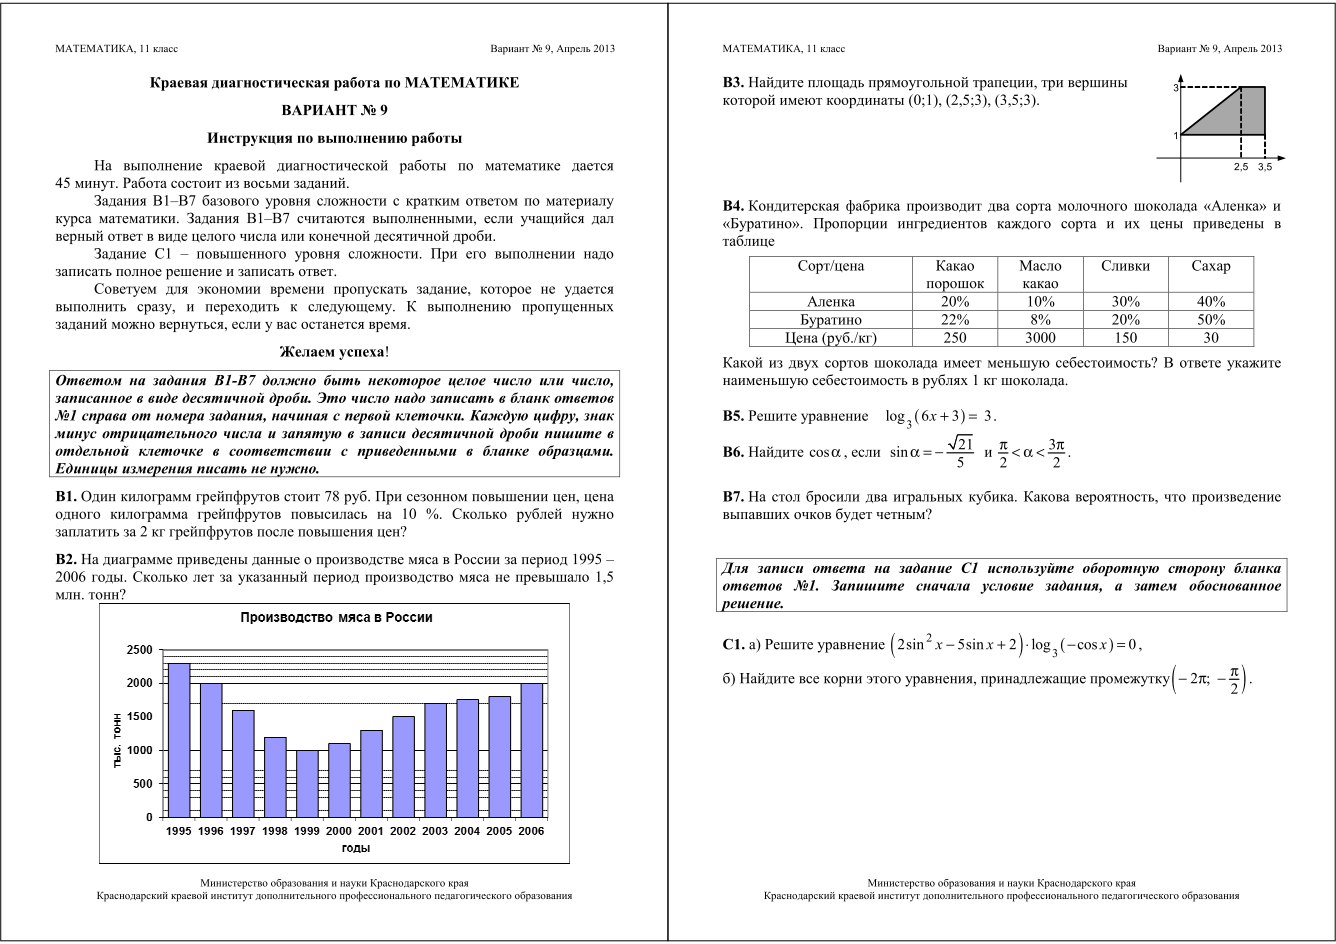 МАТЕМАТИКА, 11 класс Вариант № 9, Апрель 2013
Краевая диагностическая работа по МАТЕМАТИКЕ
ВАРИАНТ № 9
Инструкция по выполнению работы
На выполнение краевой диагностической работы по математике дается
45 минут. Работа состоит из восьми заданий.
Задания В1–В7 базового уровня сложности с кратким ответом по материалу
курса математики. Задания В1–В7 считаются выполненными, если учащийся дал
верный ответ в виде целого числа или конечной десятичной дроби.
Задание С1 – повышенного уровня сложности. При его выполнении надо
записать полное решение и записать ответ.
Советуем для экономии времени пропускать задание, которое не удается
выполнить сразу, и переходить к следующему. К выполнению пропущенных
заданий можно вернуться, если у вас останется время.
Желаем успеха!
Ответом на задания В1-В7 должно быть некоторое целое число или число,
записанное в виде десятичной дроби. Это число надо записать в бланк ответов
№1 справа от номера задания, начиная с первой клеточки. Каждую цифру, знак
минус отрицательного числа и запятую в записи десятичной дроби пишите в
отдельной клеточке в соответствии с приведенными в бланке образцами.
Единицы измерения писать не нужно.
В1. Один килограмм грейпфрутов стоит 78 руб. При сезонном повышении цен, цена
одного килограмма грейпфрутов повысилась на 10 %. Сколько рублей нужно
заплатить за 2 кг грейпфрутов после повышения цен?
В2. На диаграмме приведены данные о производстве мяса в России за период 1995 –
2006 годы. Сколько лет за указанный период производство мяса не превышало 1,5
млн. тонн?
Производство мяса в России
2500
2000
1500
1000
500
0
тыс. тонн
1995 1996 1997 1998 1999 2000 2001 2002 2003 2004 2005 2006
годы
Министерство образования и науки Краснодарского края
Краснодарский краевой институт дополнительного профессионального педагогического образования
МАТЕМАТИКА, 11 класс Вариант № 9, Апрель 2013
В3. Найдите площадь прямоугольной трапеции, три вершины
которой имеют координаты (0;1), (2,5;3), (3,5;3).
3
1
2,5 3,5
В4. Кондитерская фабрика производит два сорта молочного шоколада «Аленка» и
«Буратино». Пропорции ингредиентов каждого сорта и их цены приведены в
таблице
Сорт/цена Какао Масло Сливки Сахар
порошок какао
Аленка 20% 10% 30% 40%
Буратино 22% 8% 20% 50%
Цена (руб./кг) 250 3000 150 30
Какой из двух сортов шоколада имеет меньшую себестоимость? В ответе укажите
наименьшую себестоимость в рублях 1 кг шоколада.
В5. Решите уравнение log₃(6x + 3) = 3.
В6. Найдите cos α, если sin α = −√21/5 и π/2 < α < 3π/2.
В7. На стол бросили два игральных кубика. Какова вероятность, что произведение
выпавших очков будет четным?
Для записи ответа на задание С1 используйте оборотную сторону бланка
ответов №1. Запишите сначала условие задания, а затем обоснованное
решение.
С1. а) Решите уравнение (2sin² x − 5sin x + 2)·log₃(−cos x) = 0,
б) Найдите все корни этого уравнения, принадлежащие промежутку (−2π; −π/2).
Министерство образования и науки Краснодарского края
Краснодарский краевой институт дополнительного профессионального педагогического образования